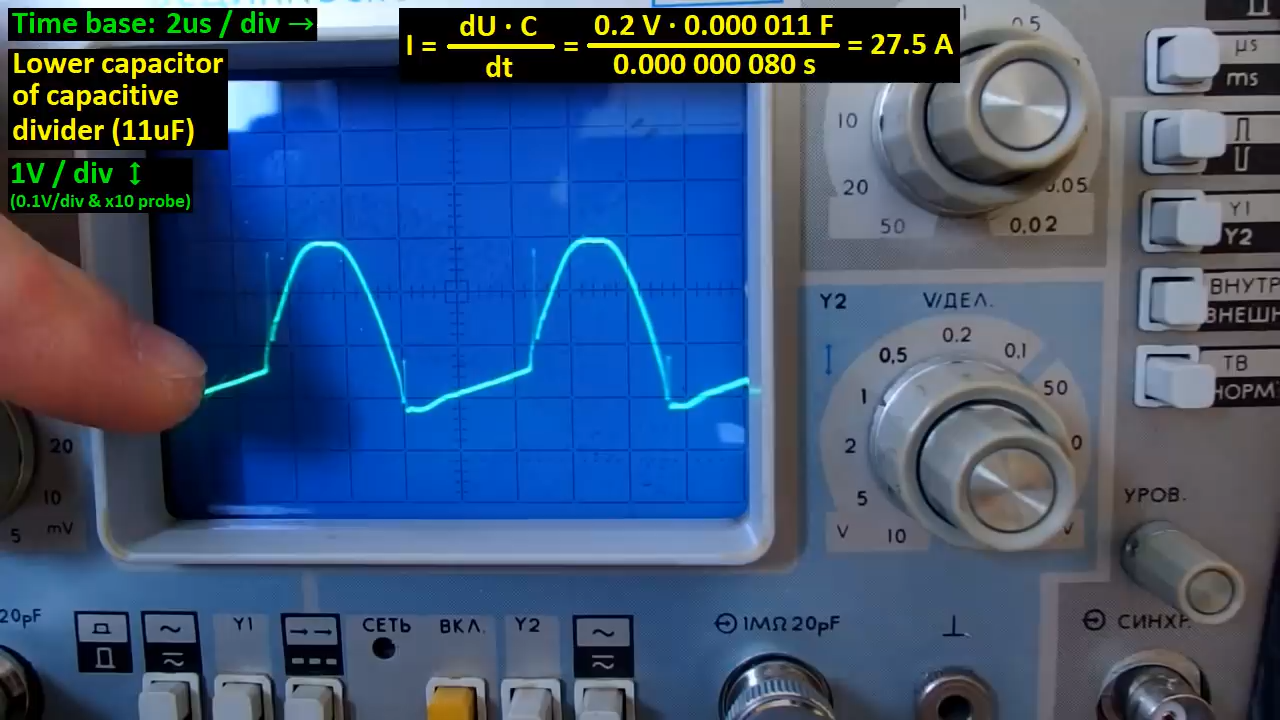 Time base: 2us / div →
Lower capacitor
of capacitive
divider (11uF)
1V / div ↕
(0.1V/div & x10 probe)
I = dU · C / dt = 0.2 V · 0.000 011 F / 0.000 000 080 s = 27.5 A
0.5
10
20
50
.05
0.02
µs
ms
Y1
Y2
ВНУТР
ВНЕШН
ТВ
НОРМ
Y2
V/ДЕЛ.
0.2
0,5
0.1
1
50
2
5
V
10
V
20
10
5
mV
УРОВ.
20pF
Y1
СЕТЬ
ВКЛ.
Y2
1MΩ 20pF
⊥
СИНХР.